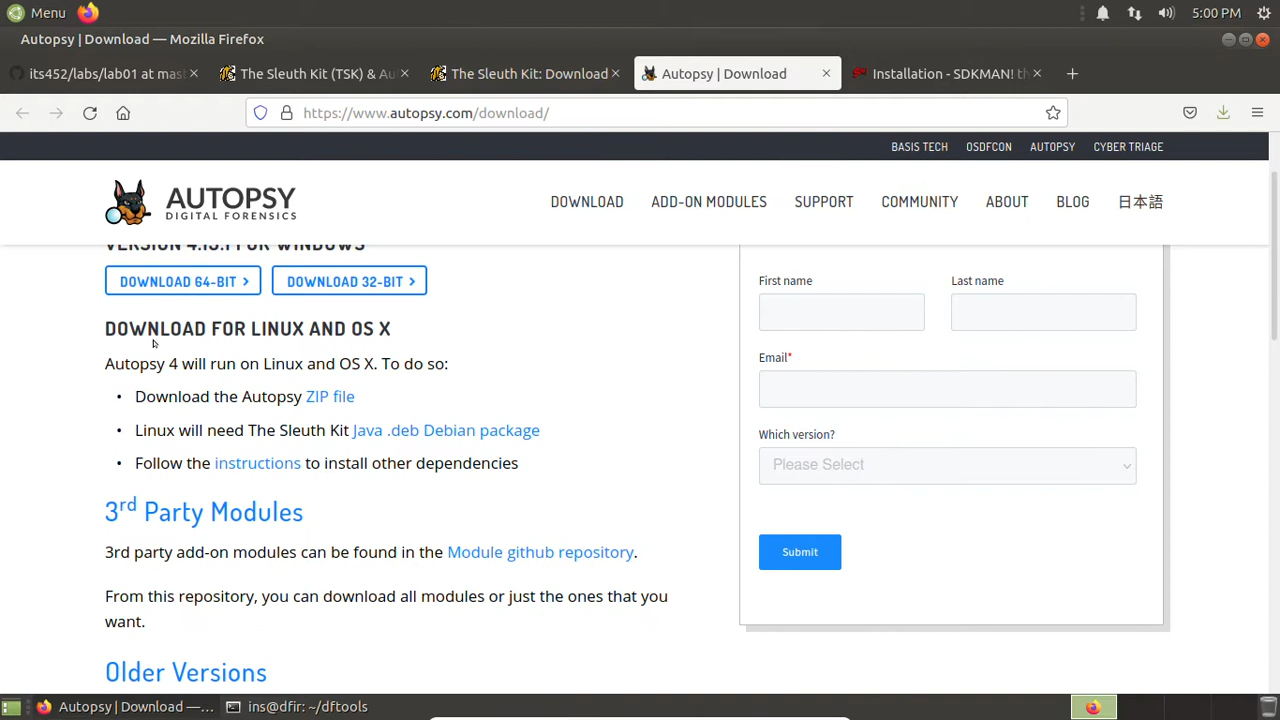 Menu
5:00 PM
Autopsy | Download — Mozilla Firefox
its452/labs/lab01 at mas
The Sleuth Kit (TSK) & Au
The Sleuth Kit: Download
Autopsy | Download
Installation - SDKMAN! th
https://www.autopsy.com/download/
BASIS TECH OSDFCON AUTOPSY CYBER TRIAGE
AUTOPSY
DIGITAL FORENSICS
DOWNLOAD ADD-ON MODULES SUPPORT COMMUNITY ABOUT BLOG 日本語
FOR WINDOWS
DOWNLOAD 64-BIT DOWNLOAD 32-BIT
DOWNLOAD FOR LINUX AND OS X
Autopsy 4 will run on Linux and OS X. To do so:
• Download the Autopsy ZIP file
• Linux will need The Sleuth Kit Java .deb Debian package
• Follow the instructions to install other dependencies
3rd Party Modules
3rd party add-on modules can be found in the Module github repository.
From this repository, you can download all modules or just the ones that you
want.
Older Versions
First name Last name
Email*
Which version?
Please Select
Submit
Autopsy | Download — ...
ins@dfir: ~/dftools